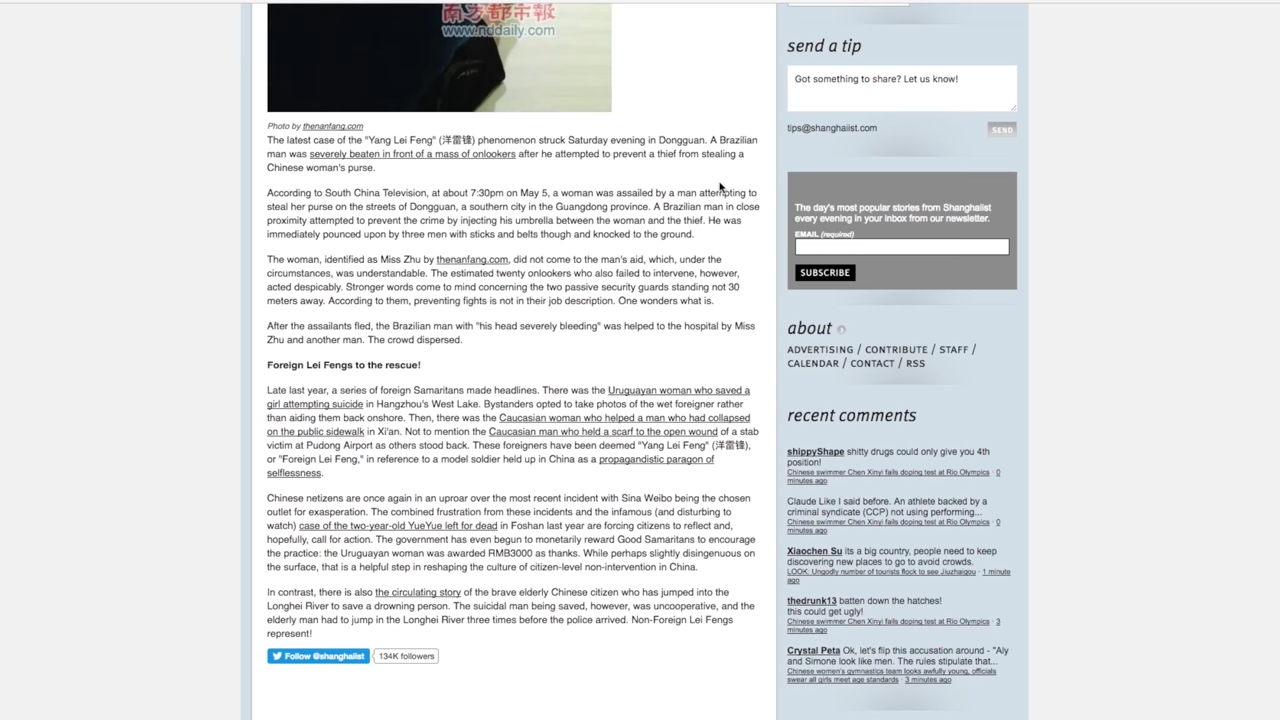 南方都市報
www.nddaily.com
Photo by thenanfang.com
The latest case of the "Yang Lei Feng" (洋雷锋) phenomenon struck Saturday evening in Dongguan. A Brazilian
man was severely beaten in front of a mass of onlookers after he attempted to prevent a thief from stealing a
Chinese woman's purse.
According to South China Television, at about 7:30pm on May 5, a woman was assailed by a man attempting to
steal her purse on the streets of Dongguan, a southern city in the Guangdong province. A Brazilian man in close
proximity attempted to prevent the crime by injecting his umbrella between the woman and the thief. He was
immediately pounced upon by three men with sticks and belts though and knocked to the ground.
The woman, identified as Miss Zhu by thenanfang.com, did not come to the man's aid, which, under the
circumstances, was understandable. The estimated twenty onlookers who also failed to intervene, however,
acted despicably. Stronger words come to mind concerning the two passive security guards standing not 30
meters away. According to them, preventing fights is not in their job description. One wonders what is.
After the assailants fled, the Brazilian man with "his head severely bleeding" was helped to the hospital by Miss
Zhu and another man. The crowd dispersed.
Foreign Lei Fengs to the rescue!
Late last year, a series of foreign Samaritans made headlines. There was the Uruguayan woman who saved a
girl attempting suicide in Hangzhou's West Lake. Bystanders opted to take photos of the wet foreigner rather
than aiding them back onshore. Then, there was the Caucasian woman who helped a man who had collapsed
on the public sidewalk in Xi'an. Not to mention the Caucasian man who held a scarf to the open wound of a stab
victim at Pudong Airport as others stood back. These foreigners have been deemed "Yang Lei Feng" (洋雷锋),
or "Foreign Lei Feng," in reference to a model soldier held up in China as a propagandistic paragon of
selflessness.
Chinese netizens are once again in an uproar over the most recent incident with Sina Weibo being the chosen
outlet for exasperation. The combined frustration from these incidents and the infamous (and disturbing to
watch) case of the two-year-old YueYue left for dead in Foshan last year are forcing citizens to reflect and,
hopefully, call for action. The government has even begun to monetarily reward Good Samaritans to encourage
the practice: the Uruguayan woman was awarded RMB3000 as thanks. While perhaps slightly disingenuous on
the surface, that is a helpful step in reshaping the culture of citizen-level non-intervention in China.
In contrast, there is also the circulating story of the brave elderly Chinese citizen who has jumped into the
Longhei River to save a drowning person. The suicidal man being saved, however, was uncooperative, and the
elderly man had to jump in the Longhei River three times before the police arrived. Non-Foreign Lei Fengs
represent!
Follow @shanghaiist 134K followers
send a tip
Got something to share? Let us know!
tips@shanghaiist.com SEND
The day's most popular stories from Shanghaiist
every evening in your inbox from our newsletter.
EMAIL (required)
SUBSCRIBE
about
ADVERTISING / CONTRIBUTE / STAFF /
CALENDAR / CONTACT / RSS
recent comments
shippyShape shitty drugs could only give you 4th
position!
Chinese swimmer Chen Xinyi fails doping test at Rio Olympics · 0
minutes ago
Claude Like I said before. An athlete backed by a
criminal syndicate (CCP) not using performing...
Chinese swimmer Chen Xinyi fails doping test at Rio Olympics · 0
minutes ago
Xiaochen Su its a big country, people need to keep
discovering new places to go to avoid crowds.
LOOK: Ungodly number of tourists flock to see Jiuzhaigou · 1 minute
ago
thedrunk13 batten down the hatches!
this could get ugly!
Chinese swimmer Chen Xinyi fails doping test at Rio Olympics · 3
minutes ago
Crystal Peta Ok, let's flip this accusation around - "Aly
and Simone look like men. The rules stipulate that...
Chinese women's gymnastics team looks awfully young, officials
swear all girls meet age standards · 3 minutes ago